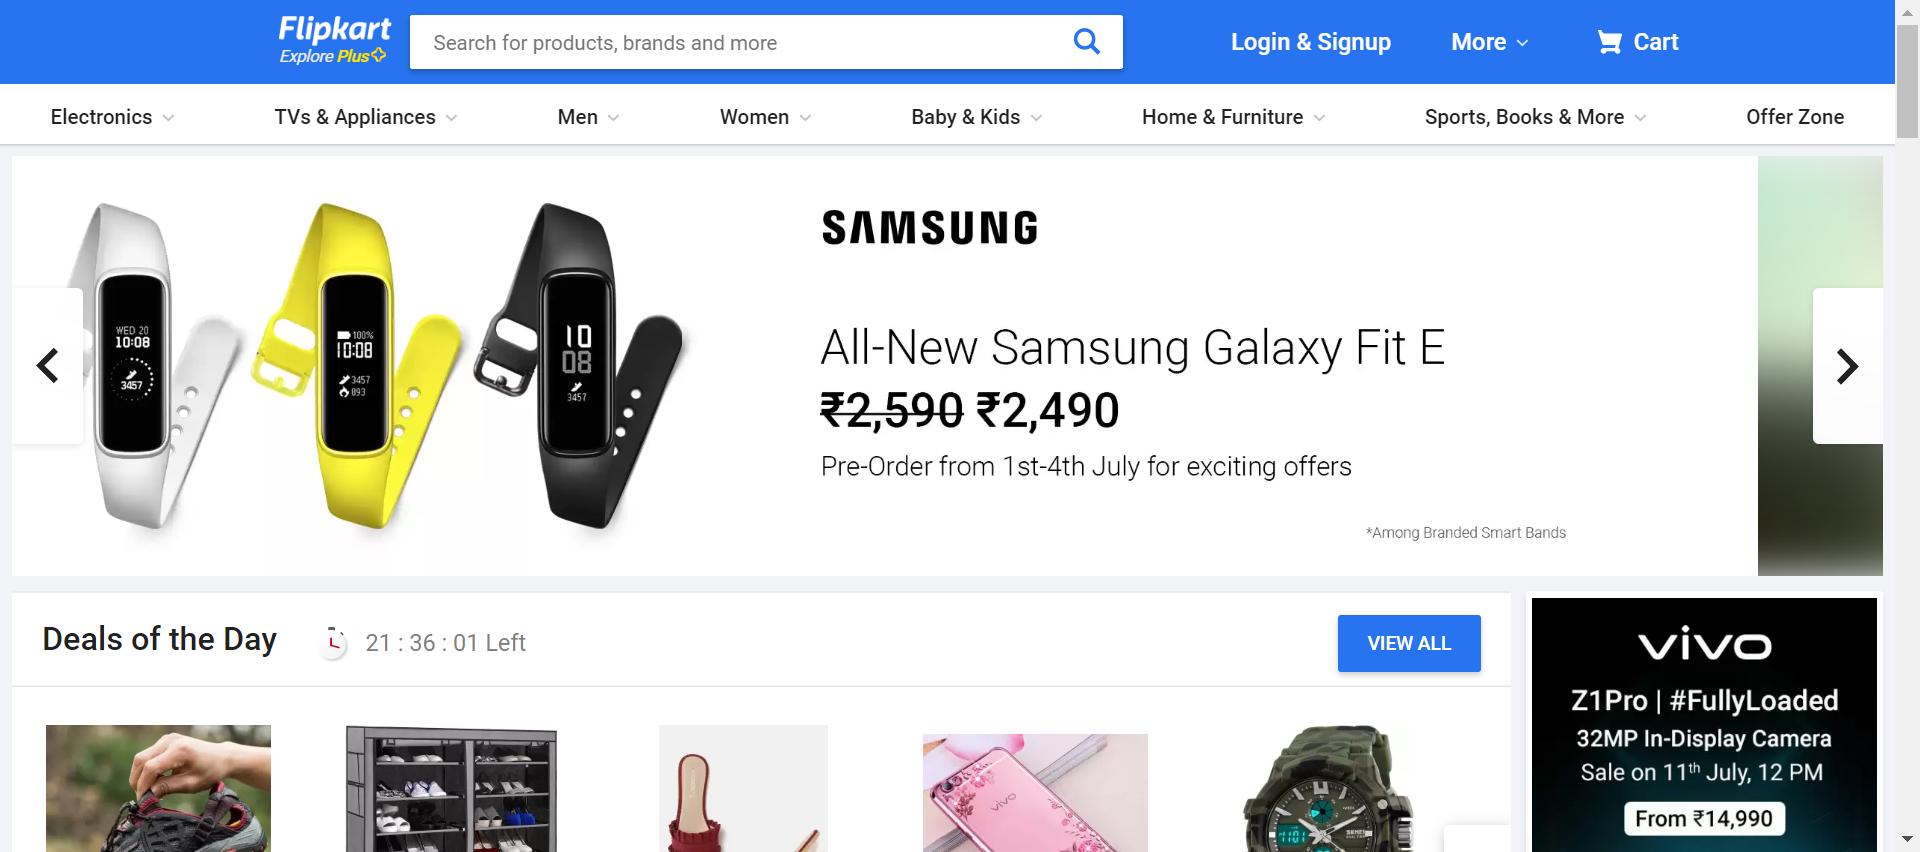 Flipkart
Explore Plus
Search for products, brands and more
Login & Signup
More
Cart
Electronics
TVs & Appliances
Men
Women
Baby & Kids
Home & Furniture
Sports, Books & More
Offer Zone
WED 20
10:08
3457
100%
10:08
3457
893
10
08
3457
SAMSUNG
All-New Samsung Galaxy Fit E
₹2,590 ₹2,490
Pre-Order from 1st-4th July for exciting offers
*Among Branded Smart Bands
Deals of the Day
21 : 36 : 01 Left
VIEW ALL
vivo
SKMEI
vivo
Z1Pro | #FullyLoaded
32MP In-Display Camera
Sale on 11th July, 12 PM
From ₹14,990